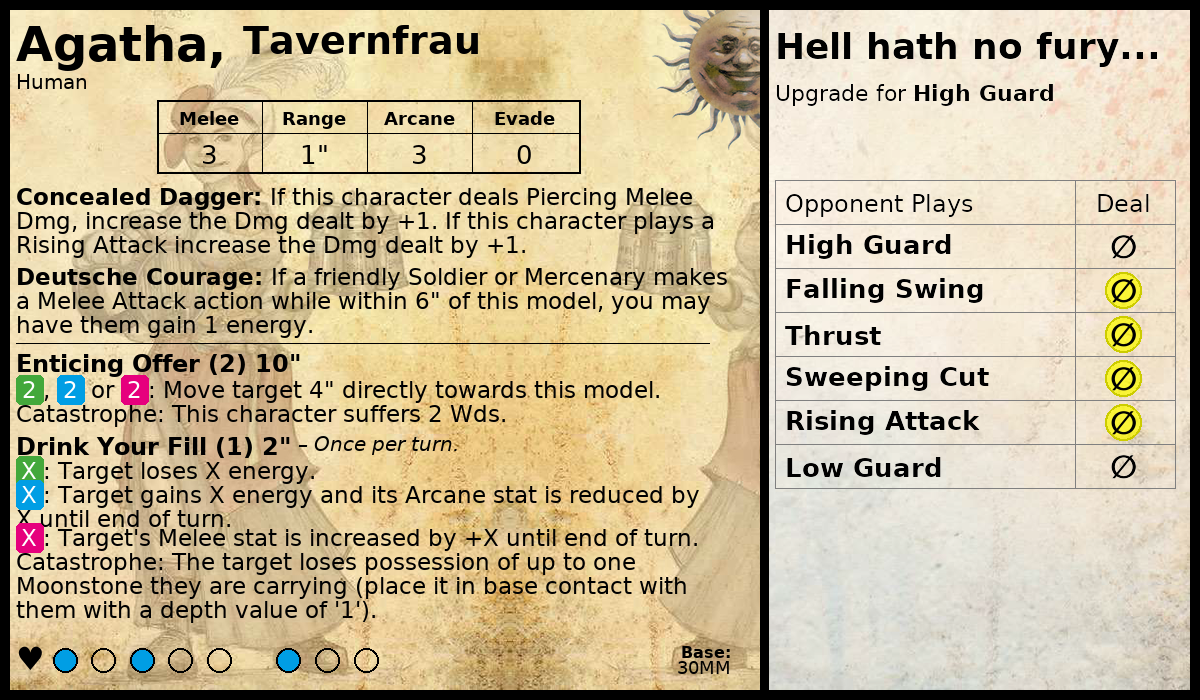 Agatha, Tavernfrau
Human
Melee Range Arcane Evade
3 1" 3 0
Concealed Dagger: If this character deals Piercing Melee
Dmg, increase the Dmg dealt by +1. If this character plays a
Rising Attack increase the Dmg dealt by +1.
Deutsche Courage: If a friendly Soldier or Mercenary makes
a Melee Attack action while within 6" of this model, you may
have them gain 1 energy.
Enticing Offer (2) 10"
2, 2 or 2: Move target 4" directly towards this model.
Catastrophe: This character suffers 2 Wds.
Drink Your Fill (1) 2" – Once per turn.
X: Target loses X energy.
X: Target gains X energy and its Arcane stat is reduced by
X until end of turn.
X: Target's Melee stat is increased by +X until end of turn.
Catastrophe: The target loses possession of up to one
Moonstone they are carrying (place it in base contact with
them with a depth value of '1').
Base:
30MM
Hell hath no fury...
Upgrade for High Guard
Opponent Plays Deal
High Guard ∅
Falling Swing ∅
Thrust ∅
Sweeping Cut ∅
Rising Attack ∅
Low Guard ∅